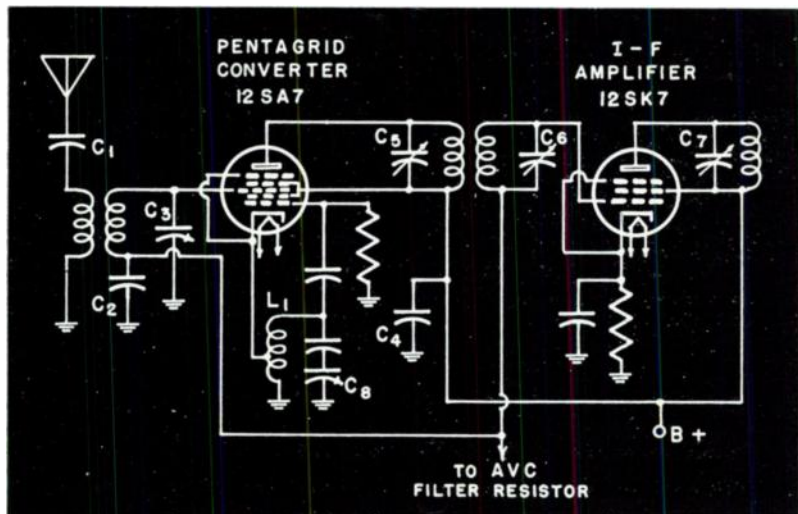 PENTAGRID
CONVERTER
12SA7
I-F
AMPLIFIER
12SK7
C1
C5
C6
C7
C3
C2
L1
C4
C8
B+
TO AVC
FILTER RESISTOR